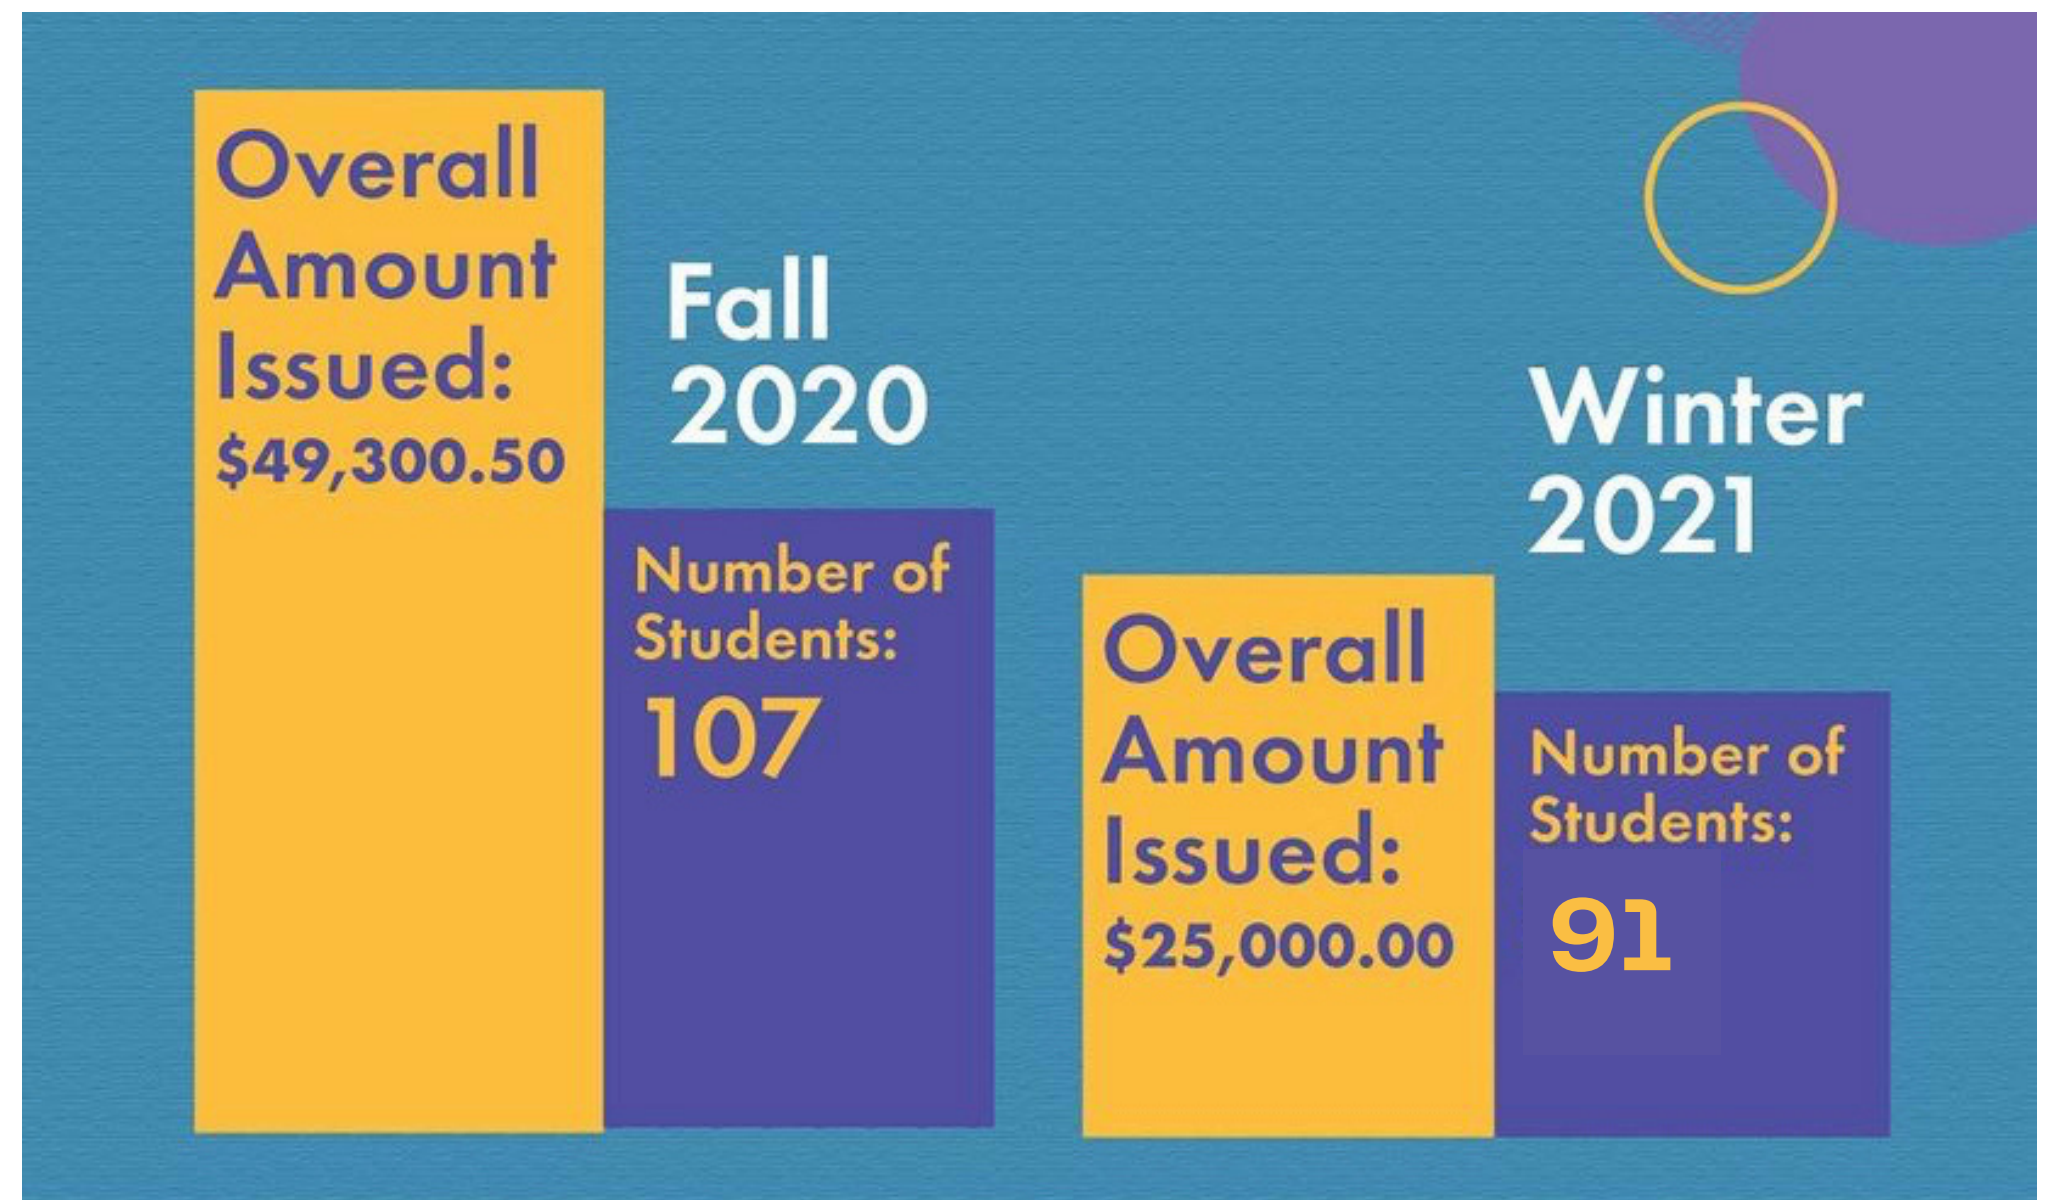 Overall
Amount
Issued:
$49,300.50
Fall
2020
Number of
Students:
107
Overall
Amount
Issued:
$25,000.00
Winter
2021
Number of
Students:
91